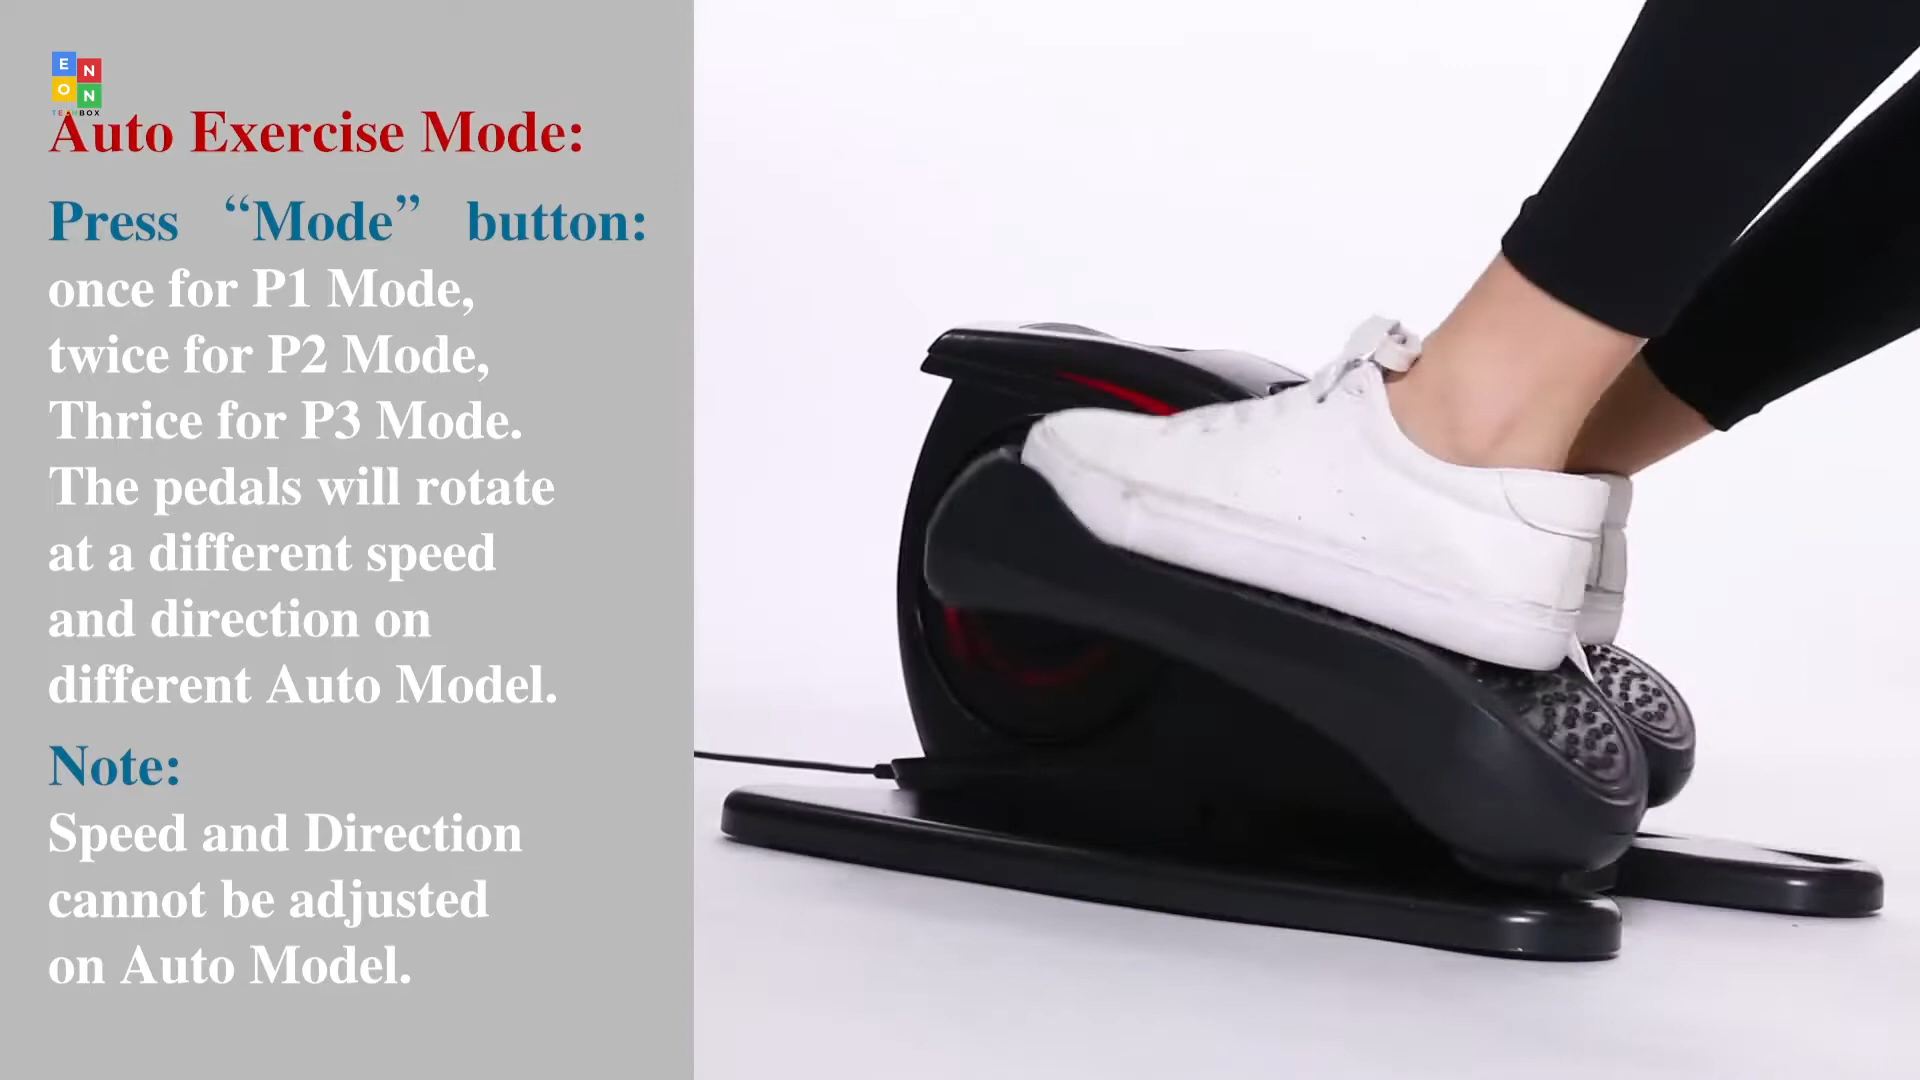 E
N
O
N
TECHBOX
Auto Exercise Mode:
Press “Mode” button:
once for P1 Mode,
twice for P2 Mode,
Thrice for P3 Mode.
The pedals will rotate
at a different speed
and direction on
different Auto Model.
Note:
Speed and Direction
cannot be adjusted
on Auto Model.